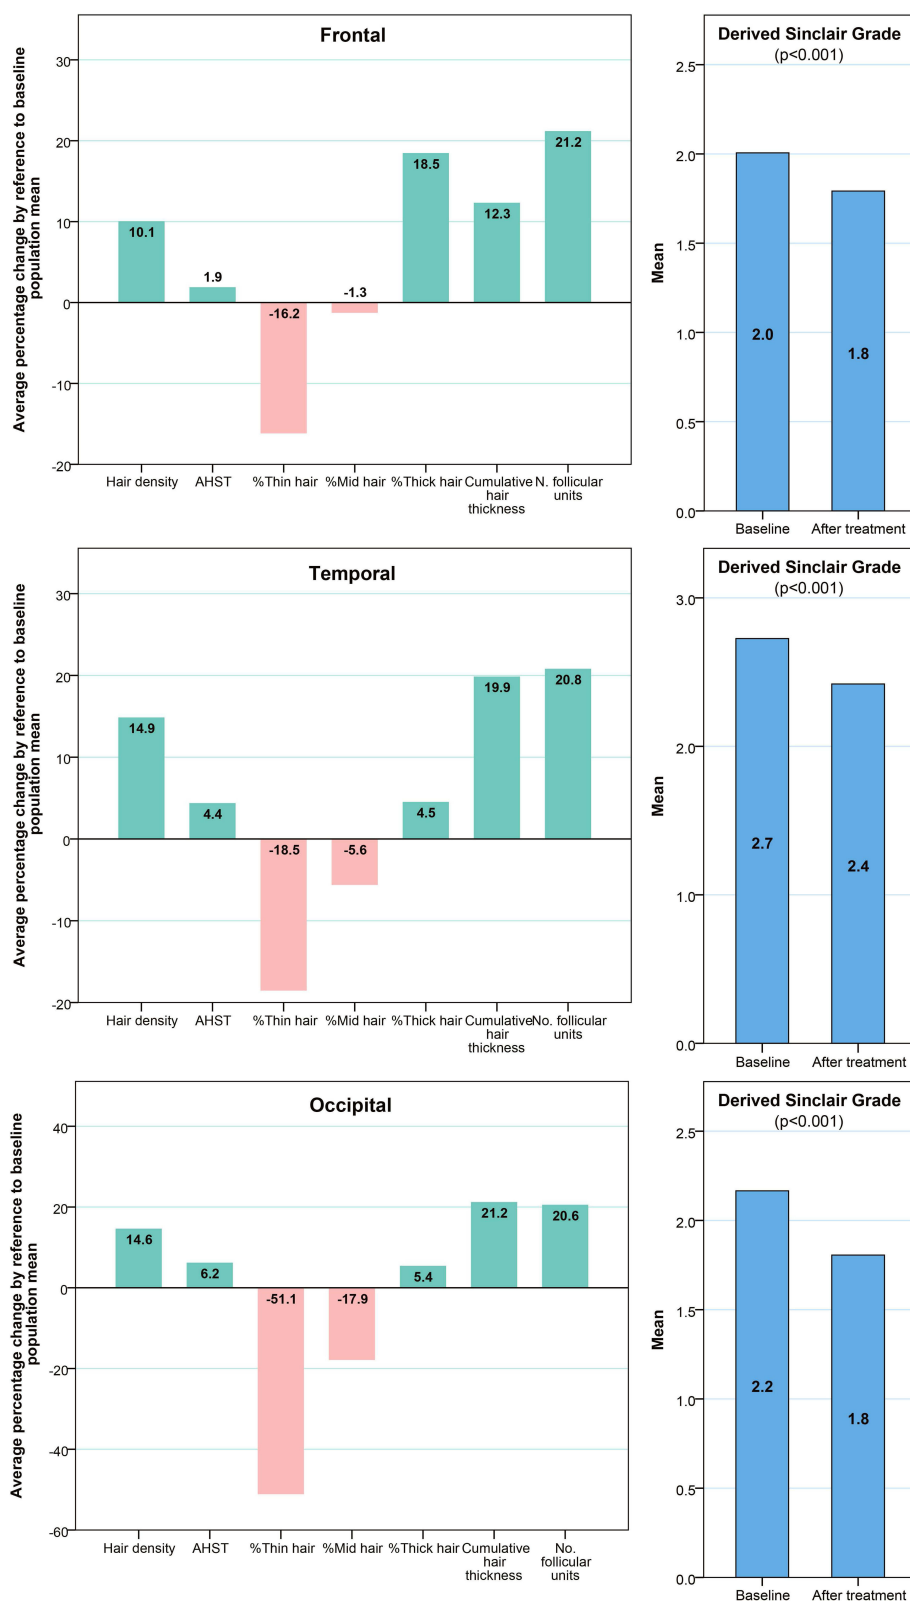 Frontal
Average percentage change by reference to baseline
population mean
30
20
10
0
-10
-20
10.1
1.9
-16.2
-1.3
18.5
12.3
21.2
Hair density
AHST
%Thin hair
%Mid hair
%Thick hair
Cumulative
hair
thickness
N. follicular
units
Derived Sinclair Grade
(p<0.001)
Mean
2.5
2.0
1.5
1.0
0.5
0.0
2.0
1.8
Baseline
After treatment
Temporal
Average percentage change by reference to baseline
population mean
30
20
10
0
-10
-20
14.9
4.4
-18.5
-5.6
4.5
19.9
20.8
Hair density
AHST
%Thin hair
%Mid hair
%Thick hair
Cumulative
hair
thickness
No. follicular
units
Derived Sinclair Grade
(p<0.001)
Mean
3.0
2.0
1.0
0.0
2.7
2.4
Baseline
After treatment
Occipital
Average percentage change by reference to baseline
population mean
40
20
0
-20
-40
-60
14.6
6.2
-51.1
-17.9
5.4
21.2
20.6
Hair density
AHST
%Thin hair
%Mid hair
%Thick hair
Cumulative
hair
thickness
No.
follicular
units
Derived Sinclair Grade
(p<0.001)
Mean
2.5
2.0
1.5
1.0
0.5
0.0
2.2
1.8
Baseline
After treatment